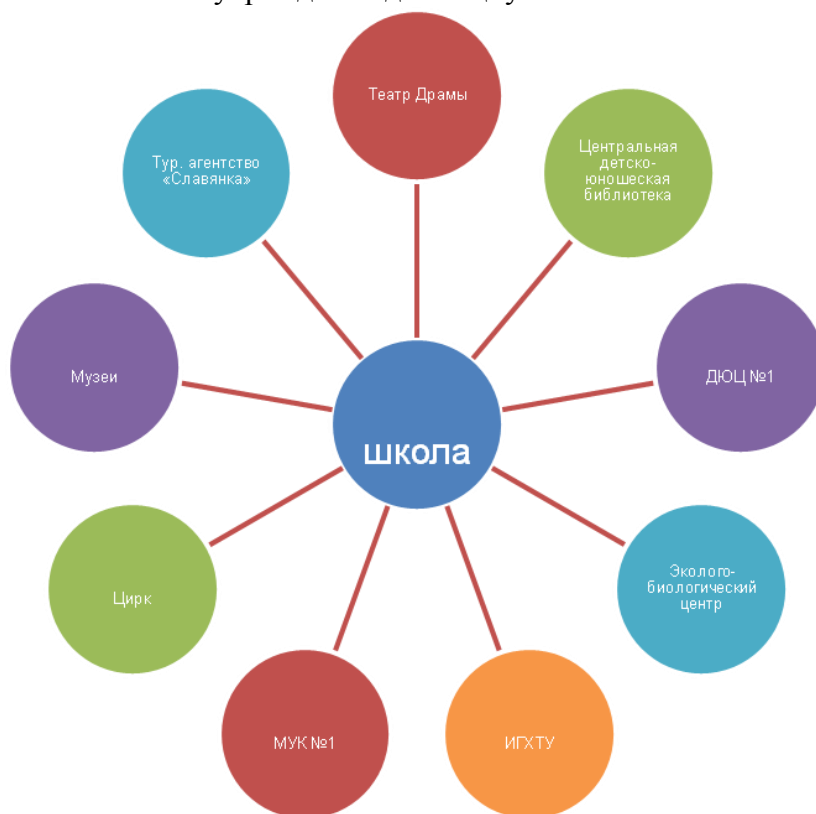 Театр Драмы
Центральная
детско-
юношеская
библиотека
Тур. агентство
«Славянка»
Музеи
ДЮЦ №1
школа
Эколого-
биологический
центр
Цирк
МУК №1
ИГХТУ